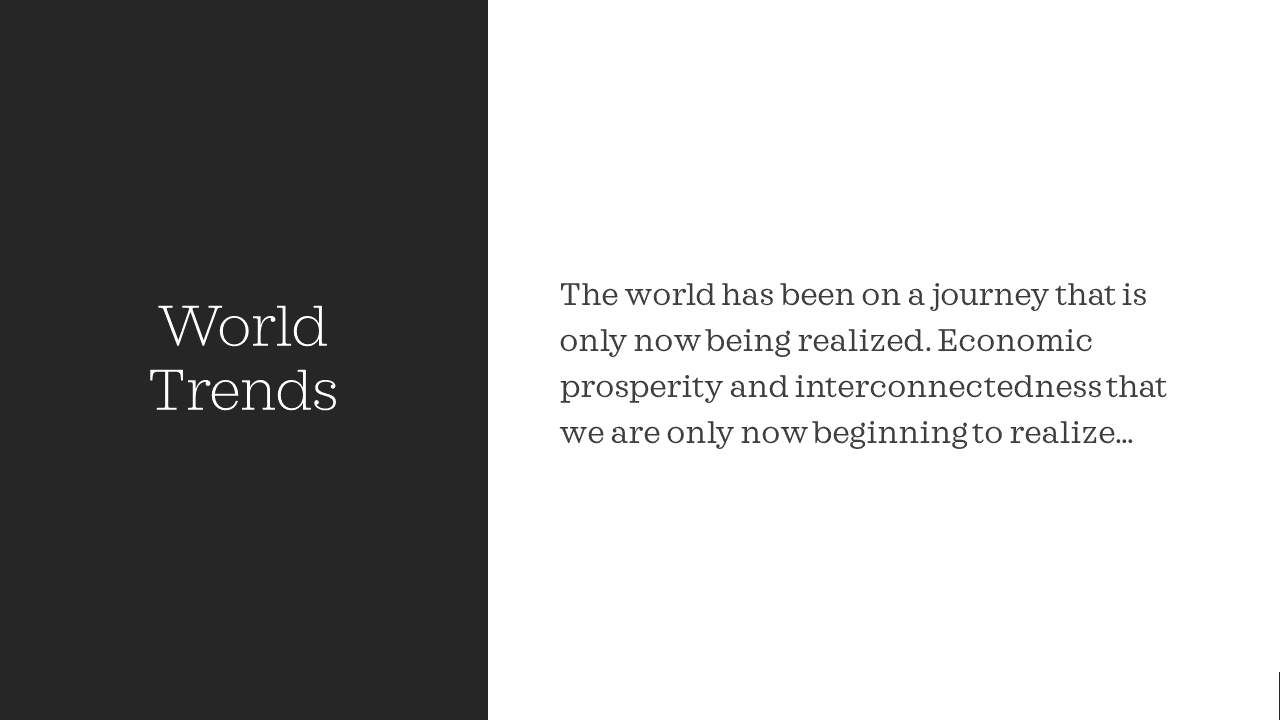 World
Trends
The world has been on a journey that is
only now being realized. Economic
prosperity and interconnectedness that
we are only now beginning to realize...